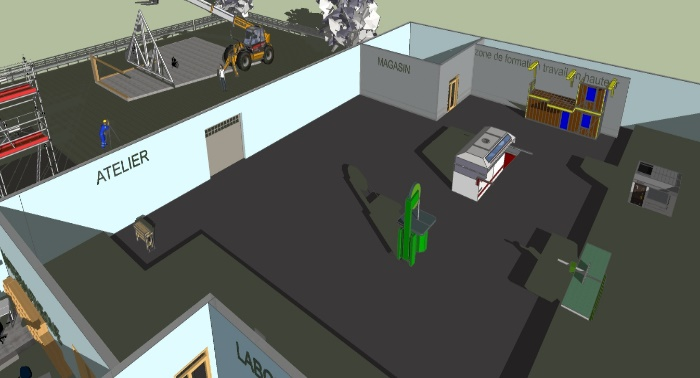 MAGASIN
zone de formation travail en hauteur
ATELIER
LABO